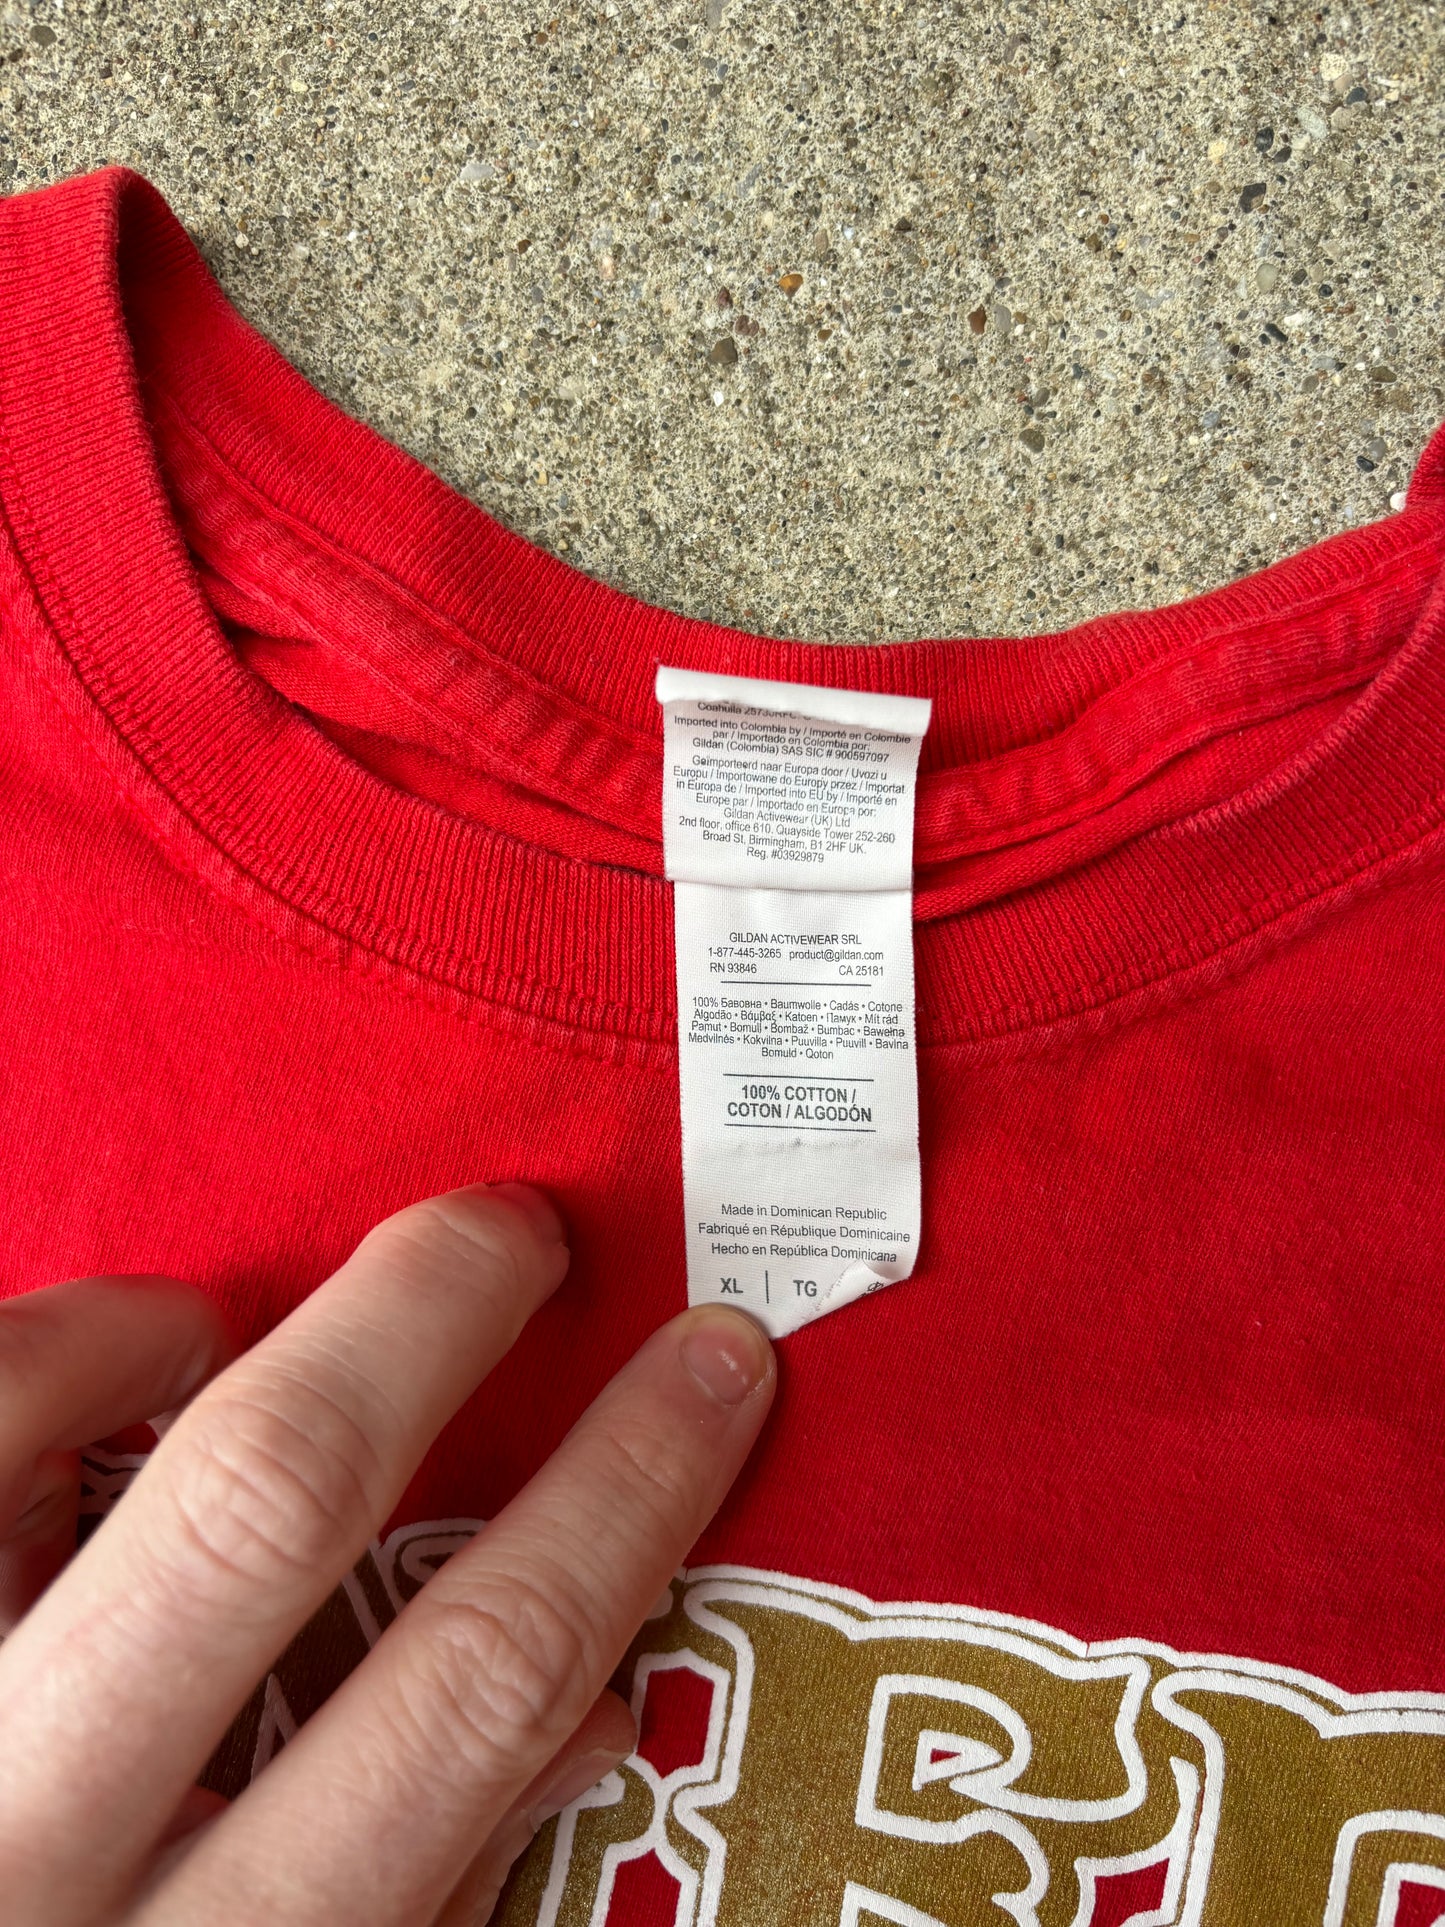 Coahuila 25730
Imported into Colombia by / Importé en Colombie
par / Importado en Colombia por:
Gildan (Colombia) SAS SIC # 900597097
Geïmporteerd naar Europa door / Uvozi u
Europu / Importowane do Europy przez / Importat
in Europa de / Imported into EU by / Importé en
Europe par / Importado en Europa por:
Gildan Activewear (UK) Ltd
2nd floor, office 610, Quayside Tower 252-260
Broad St, Birmingham, B1 2HF UK.
Reg. #03929879
GILDAN ACTIVEWEAR SRL
1-877-445-3265 product@gildan.com
RN 93846 CA 25181
100% Бавовна • Baumwolle • Cadás • Cotone
Algodão • Βάμβαξ • Katoen • Памук • Mít rád
Pamut • Bomull • Bombaž • Bumbac • Bawełna
Medvilnės • Kokvilna • Puuvilla • Puuvill • Bavlna
Bomuld • Qoton
100% COTTON /
COTON / ALGODÓN
Made in Dominican Republic
Fabriqué en République Dominicaine
Hecho en República Dominicana
XL | TG